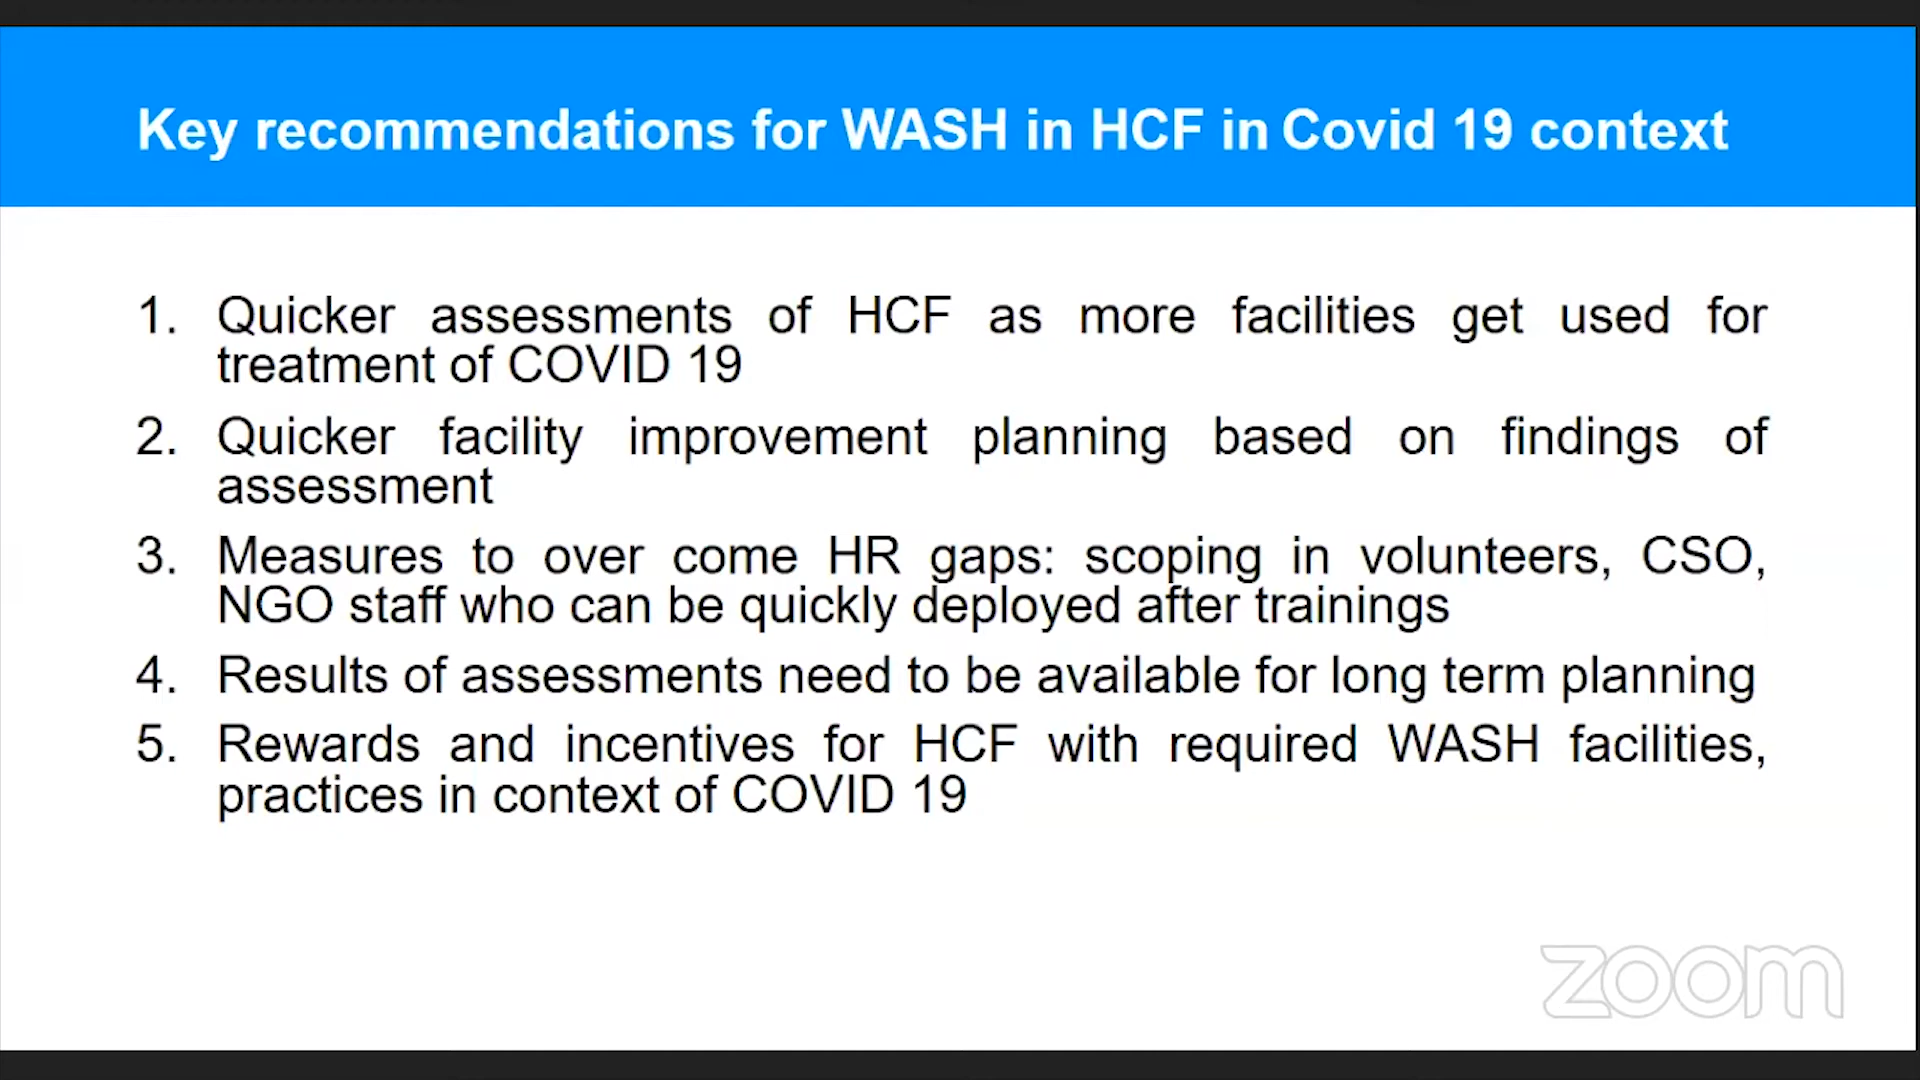 Key recommendations for WASH in HCF in Covid 19 context
1. Quicker assessments of HCF as more facilities get used for
treatment of COVID 19
2. Quicker facility improvement planning based on findings of
assessment
3. Measures to over come HR gaps: scoping in volunteers, CSO,
NGO staff who can be quickly deployed after trainings
4. Results of assessments need to be available for long term planning
5. Rewards and incentives for HCF with required WASH facilities,
practices in context of COVID 19
zoom